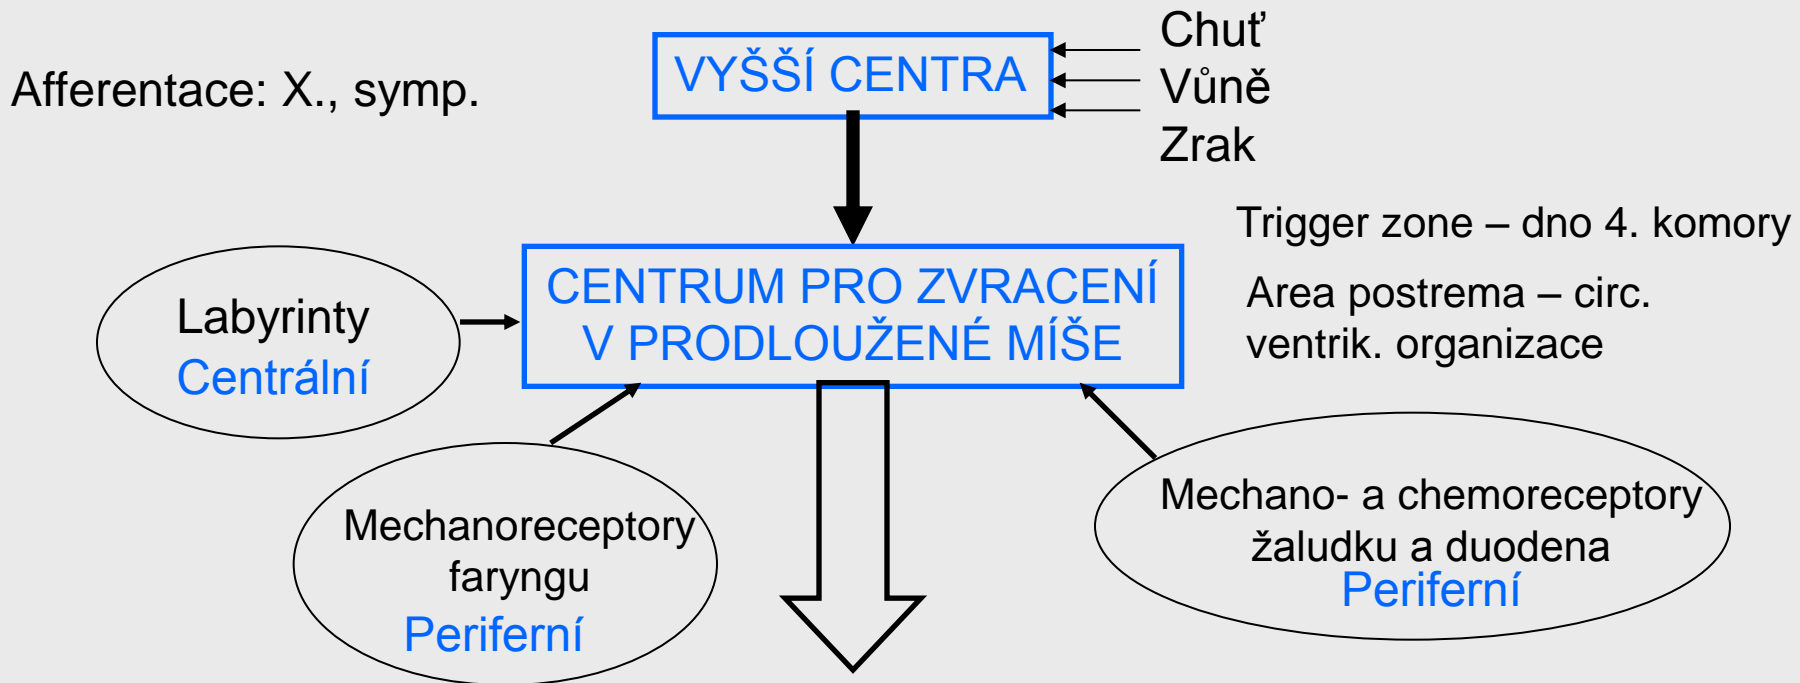 Afferentace: X., symp.
VYŠŠÍ CENTRA
Chuť
Vůně
Zrak
Trigger zone – dno 4. komory
Area postrema – circ.
ventrik. organizace
CENTRUM PRO ZVRACENÍ
V PRODLOUŽENÉ MÍŠE
Labyrinty
Centrální
Mechanoreceptory
faryngu
Periferní
Mechano- a chemoreceptory
žaludku a duodena
Periferní